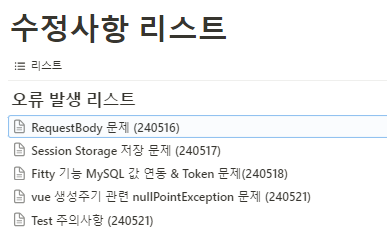 수정사항 리스트
리스트
오류 발생 리스트
RequestBody 문제 (240516)
Session Storage 저장 문제 (240517)
Fitty 기능 MySQL 값 연동 & Token 문제(240518)
vue 생성주기 관련 nullPointException 문제 (240521)
Test 주의사항 (240521)